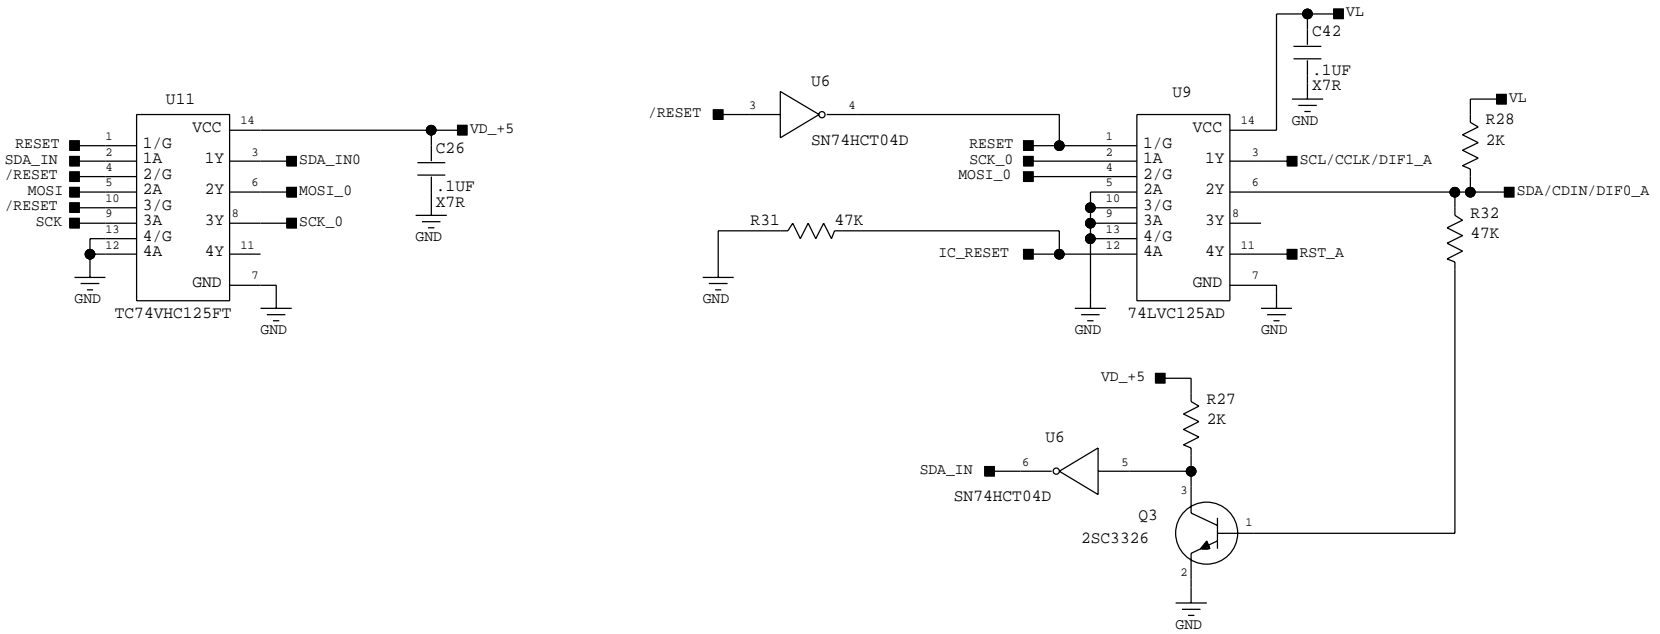 U11
VCC 14 VD_+5
RESET 1 1/G
SDA_IN 2 1A 1Y 3 SDA_IN0
/RESET 4 2/G
MOSI 5 2A 2Y 6 MOSI_0
/RESET 10 3/G
SCK 9 3A 3Y 8 SCK_0
13 4/G
12 4A 4Y 11
GND 7
GND
GND
TC74VHC125FT
C26
.1UF
X7R
GND
U6
/RESET 3 4
SN74HCT04D
R31 47K
GND
VL
C42
.1UF
X7R
GND
U9
VCC 14
RESET 1 1/G
SCK_0 2 1A 1Y 3 SCL/CCLK/DIF1_A
MOSI_0 4 2/G
5 2A 2Y 6 SDA/CDIN/DIF0_A
10 3/G
9 3A 3Y 8
13 4/G
IC_RESET 12 4A 4Y 11 RST_A
GND 7
74LVC125AD
GND
GND
VL
R28
2K
R32
47K
VD_+5
R27
2K
U6
SDA_IN 6 5
SN74HCT04D
3
Q3
2SC3326
1
2
GND